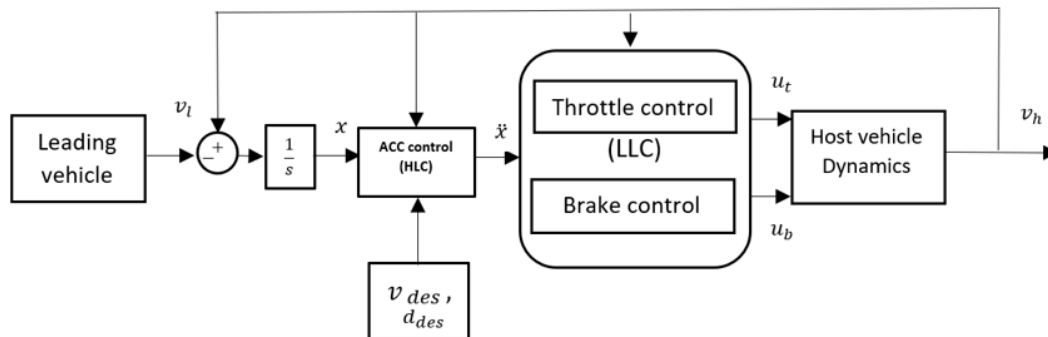 Leading
vehicle
v_l
− +
1
s
x
ACC control
(HLC)
ẍ
v_des ,
d_des
Throttle control
(LLC)
Brake control
u_t
u_b
Host vehicle
Dynamics
v_h